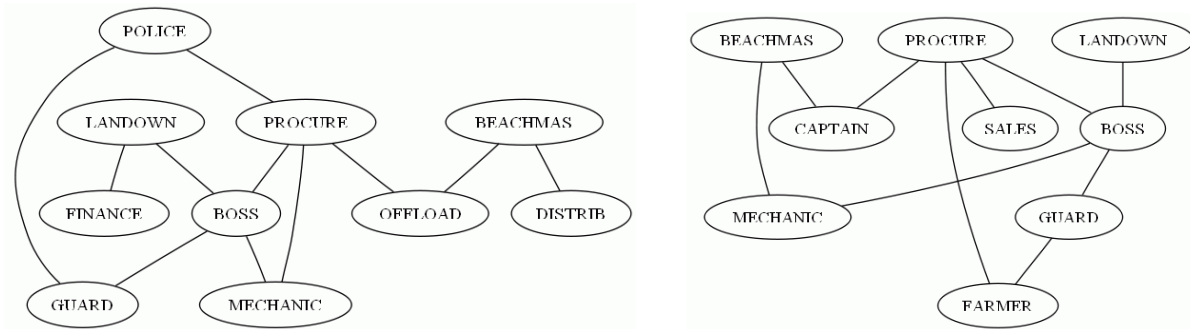 POLICE
LANDOWN PROCURE BEACHMAS
FINANCE BOSS OFFLOAD DISTRIB
GUARD MECHANIC
BEACHMAS PROCURE LANDOWN
CAPTAIN SALES BOSS
MECHANIC GUARD
FARMER